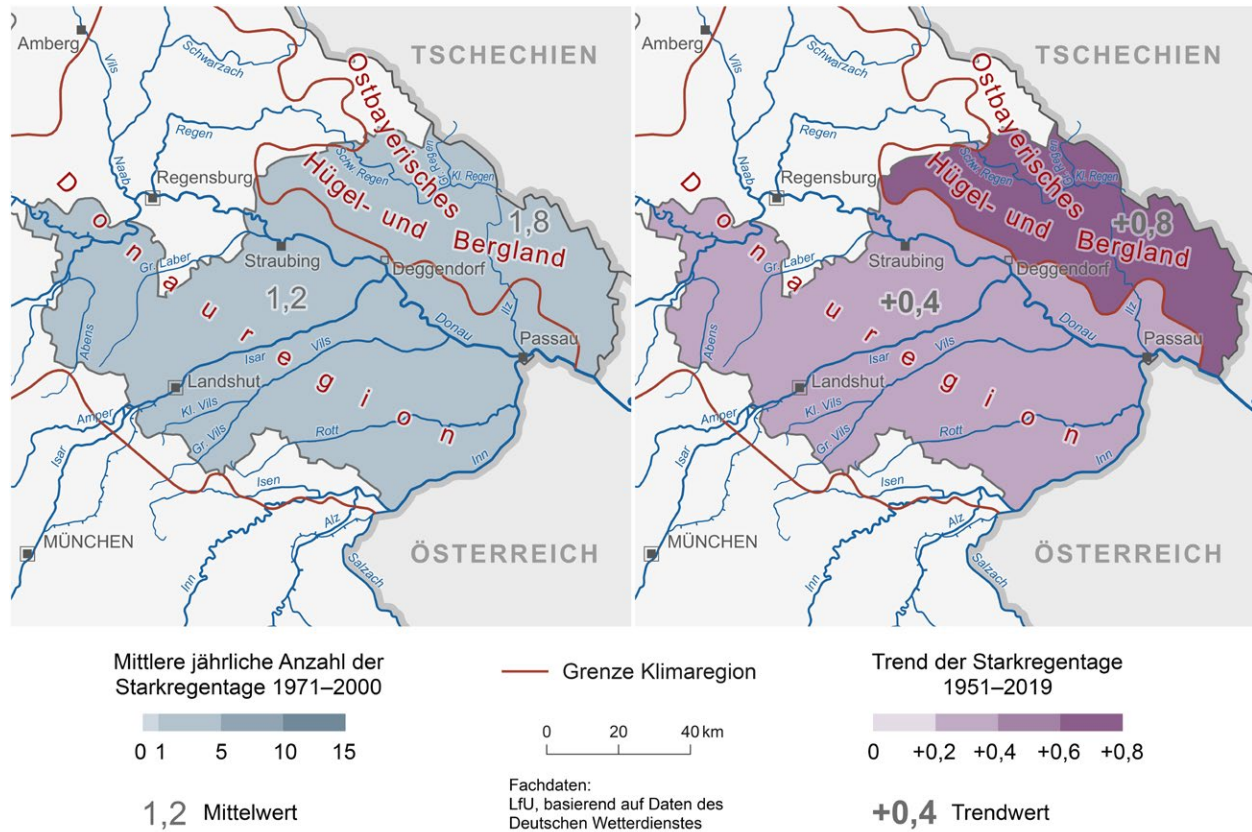 TSCHECHIEN
Amberg
Vils
Schwarzach
Ostbayerisches
Hügel- und Bergland
Regen
Naab
Regensburg
Schw. Regen
Gr. Regen
Kl. Regen
1,8
Donauregion
Gr. Laber
Straubing
Deggendorf
1,2
Ilz
Abens
Donau
Passau
Isar
Vils
Landshut
Amper
Kl. Vils
Gr. Vils
Rott
Inn
Isar
Isen
Alz
MÜNCHEN
ÖSTERREICH
Inn
Salzach
TSCHECHIEN
Amberg
Vils
Schwarzach
Ostbayerisches
Hügel- und Bergland
Regen
Naab
Regensburg
Schw. Regen
Gr. Regen
Kl. Regen
+0,8
Donauregion
Gr. Laber
Straubing
Deggendorf
+0,4
Ilz
Abens
Donau
Passau
Isar
Vils
Landshut
Amper
Kl. Vils
Gr. Vils
Rott
Inn
Isar
Isen
Alz
MÜNCHEN
ÖSTERREICH
Inn
Salzach
Mittlere jährliche Anzahl der
Starkregentage 1971–2000
0 1 5 10 15
1,2 Mittelwert
Grenze Klimaregion
0 20 40 km
Fachdaten:
LfU, basierend auf Daten des
Deutschen Wetterdienstes
Trend der Starkregentage
1951–2019
0 +0,2 +0,4 +0,6 +0,8
+0,4 Trendwert